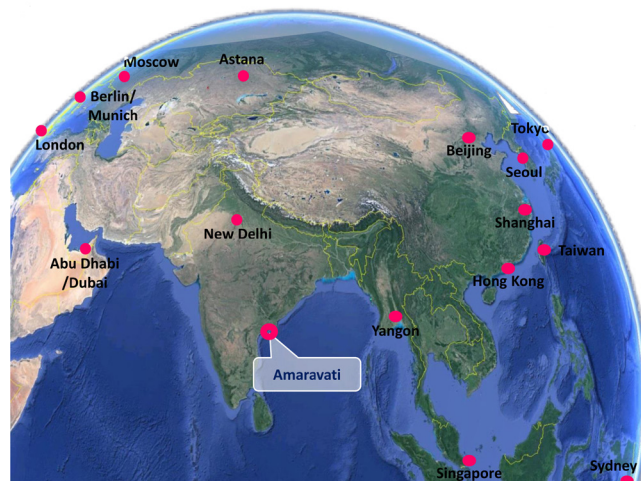 Moscow
Astana
Berlin/
Munich
London
Beijing
Tokyo
Seoul
Shanghai
New Delhi
Taiwan
Abu Dhabi
/Dubai
Hong Kong
Yangon
Amaravati
Sydney
Singapore